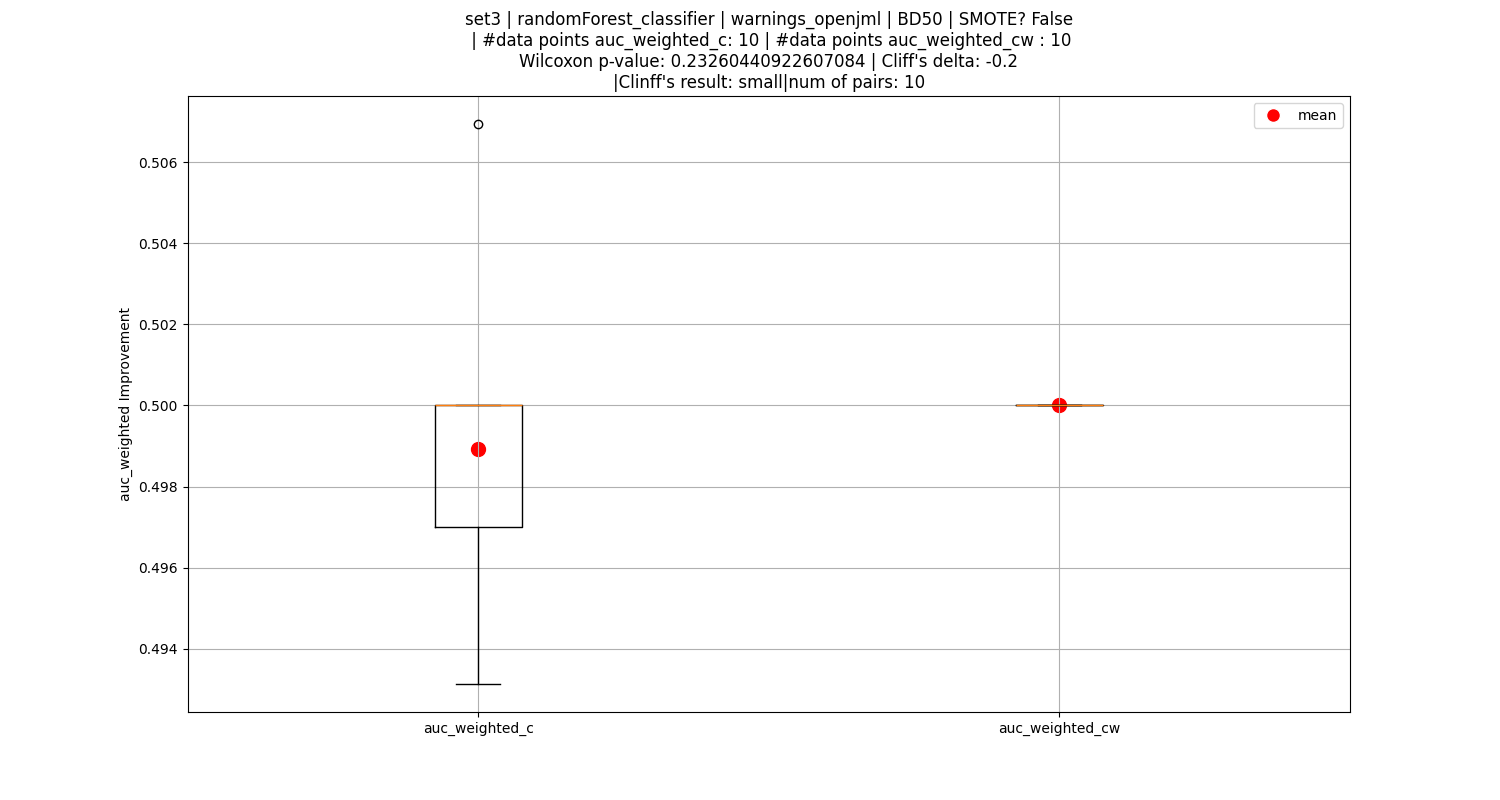 set3 | randomForest_classifier | warnings_openjml | BD50 | SMOTE? False
| #data points auc_weighted_c: 10 | #data points auc_weighted_cw : 10
Wilcoxon p-value: 0.23260440922607084 | Cliff's delta: -0.2
|Clinff's result: small|num of pairs: 10
mean
0.506
0.504
0.502
0.500
0.498
0.496
0.494
auc_weighted Improvement
auc_weighted_c
auc_weighted_cw